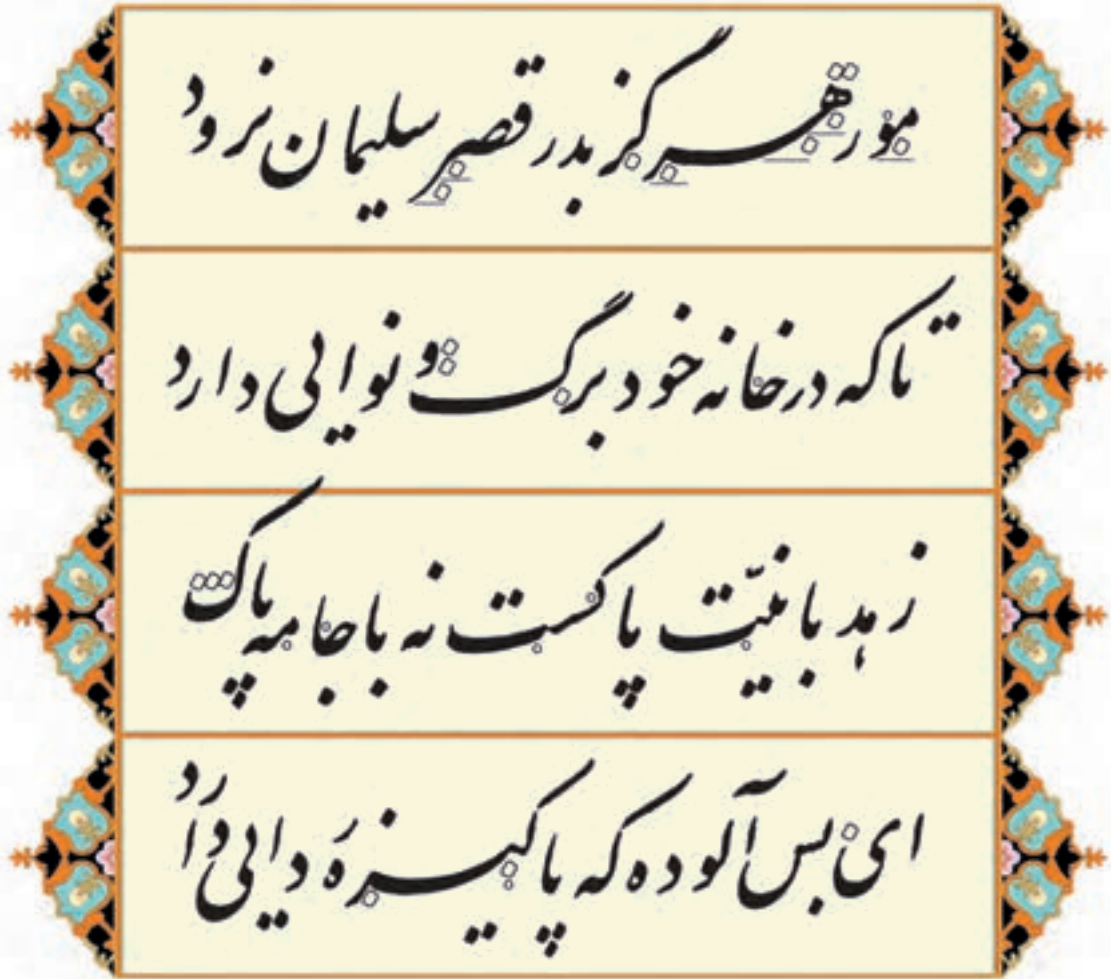 مور هرگز بدر قصر سلیمان نرود
تا که در خانه خود برگ و نوایی دارد
زهد با نیّت پاکست نه با جامه پاک
ای بس آلوده که پاکیزه ردایی دارد